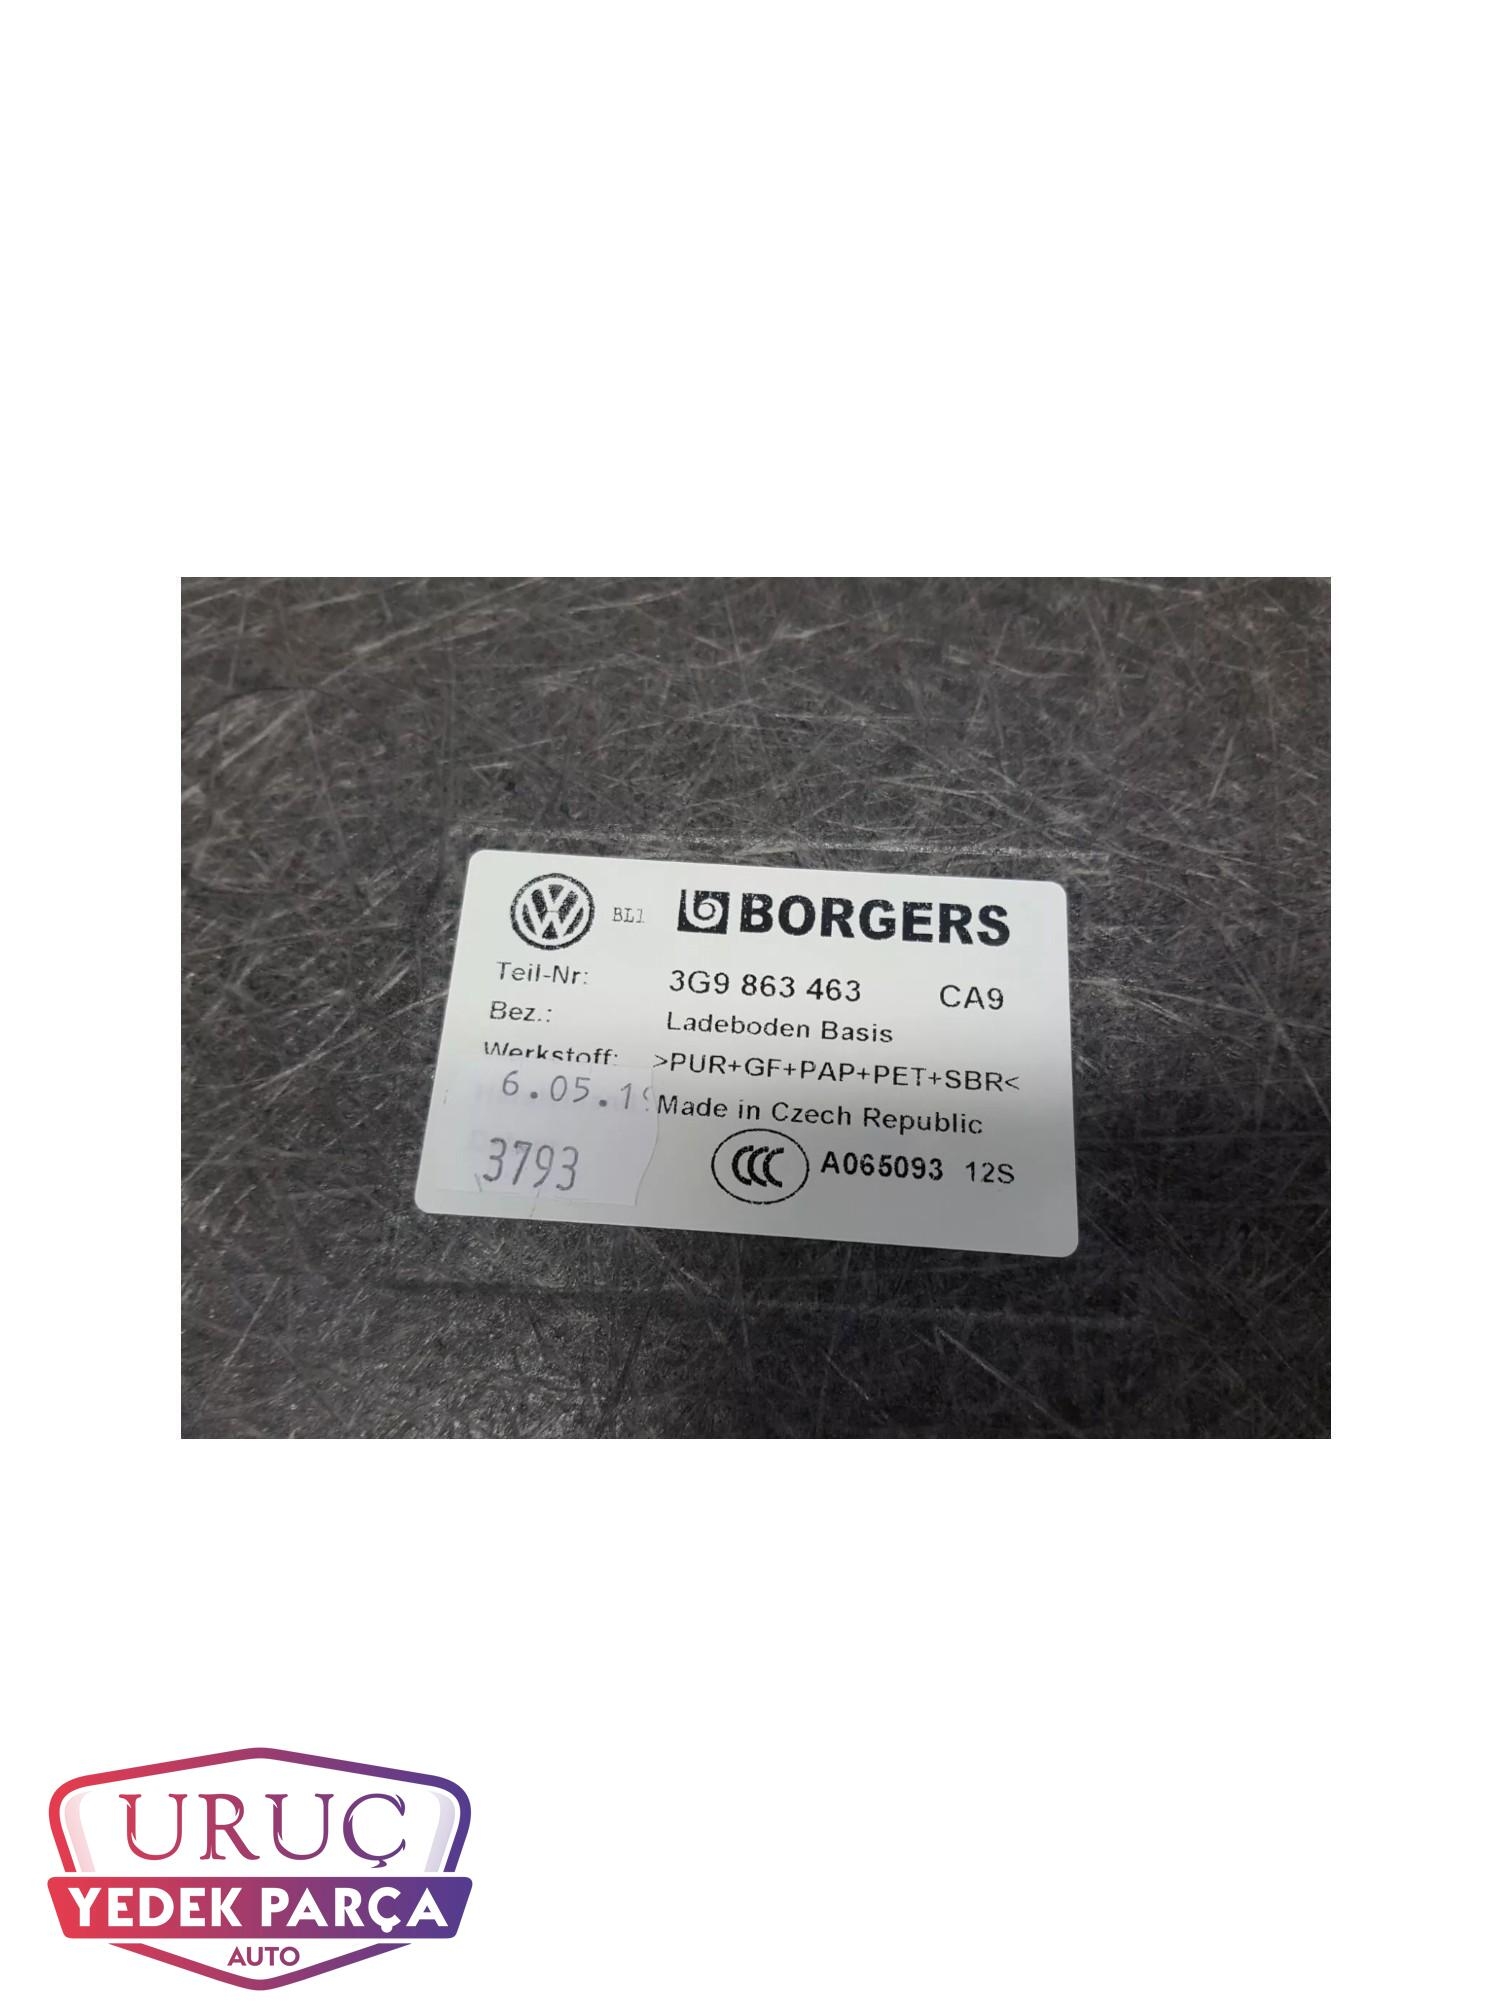 BL1 BORGERS
Teil-Nr: 3G9 863 463 CA9
Bez.: Ladeboden Basis
Werkstoff: >PUR+GF+PAP+PET+SBR<
6.05.19 Made in Czech Republic
3793 CCC A065093 12S
URUÇ
YEDEK PARÇA
AUTO